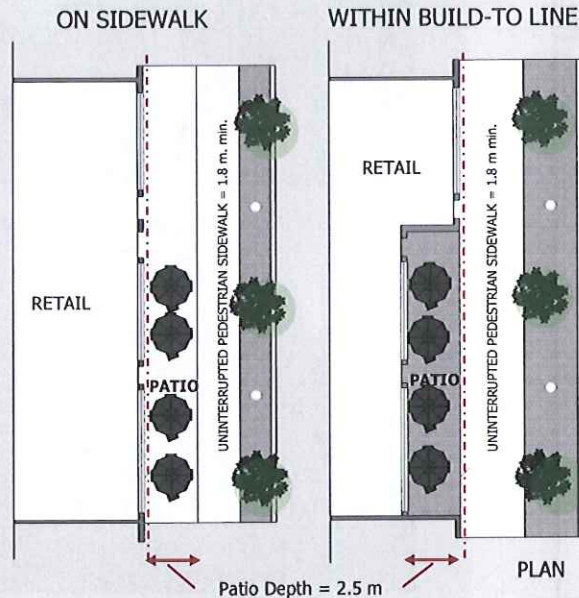 ON SIDEWALK
WITHIN BUILD-TO LINE
RETAIL
PATIO
UNINTERRUPTED PEDESTRIAN SIDEWALK = 1.8 m. min.
RETAIL
PATIO
UNINTERRUPTED PEDESTRIAN SIDEWALK = 1.8 m. min.
Patio Depth = 2.5 m
PLAN